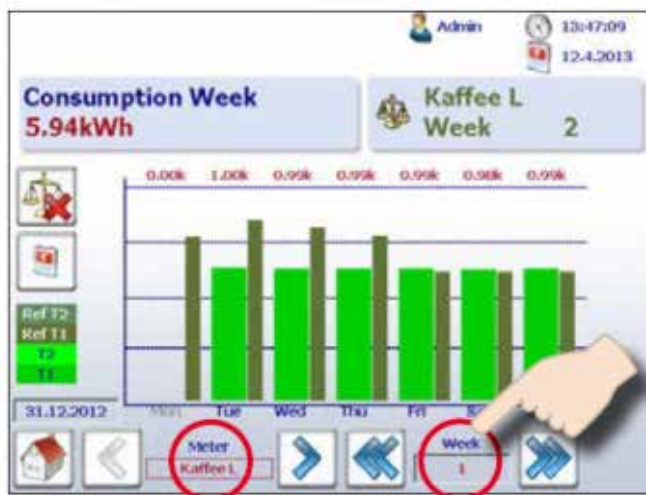 Admin
13:47:09
12.4.2013
Consumption Week
5.94kWh
Kaffee L
Week 2
0.00k 1.00k 0.99k 0.99k 0.99k 0.98k 0.99k
Ref T2
Ref T1
T2
T1
31.12.2012
Mon Tue Wed Thu Fri
Meter
Kaffee L
Week
1